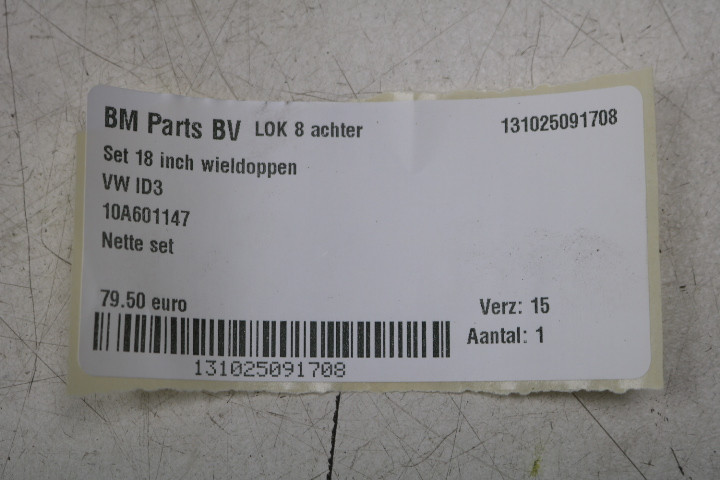 BM Parts BV LOK 8 achter 131025091708
Set 18 inch wieldoppen
VW ID3
10A601147
Nette set
79.50 euro Verz: 15
Aantal: 1
131025091708